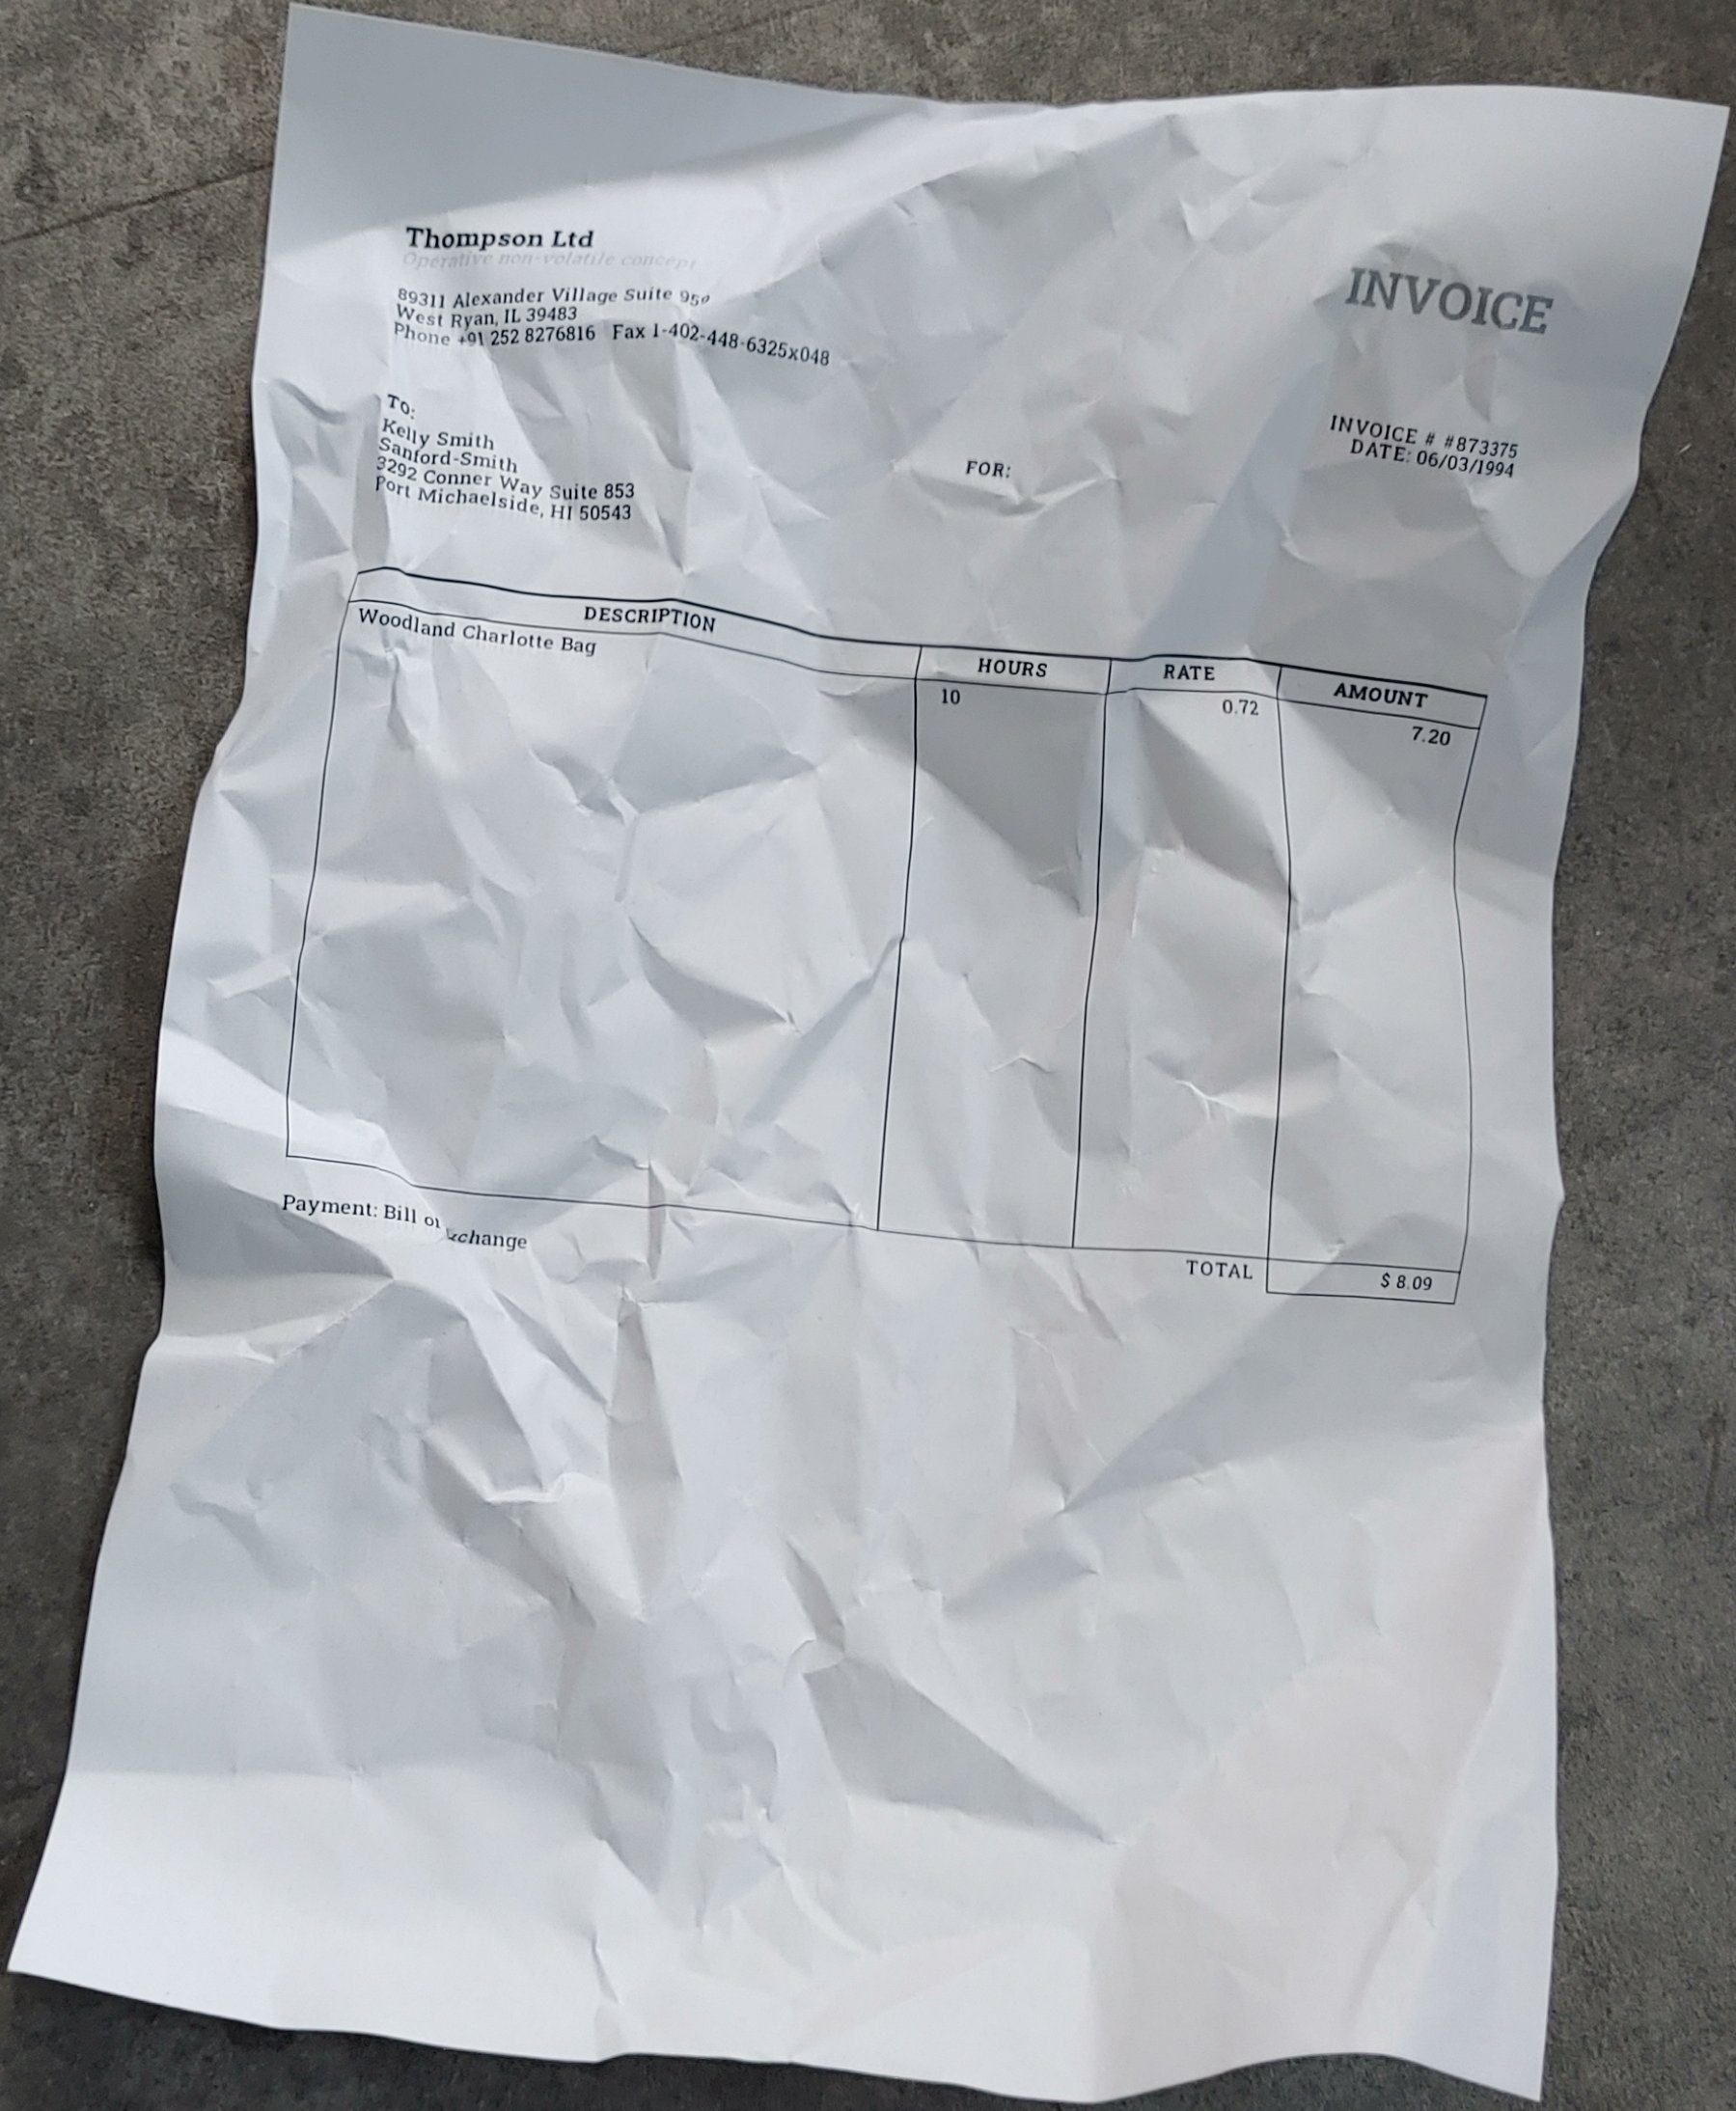 Thompson Ltd
Operative non-volatile concept
89311 Alexander Village Suite
West Ryan, IL 39483
Phone +91 252 8276816 Fax 1-402-448-6325x048
INVOICE
INVOICE # #873375
DATE: 06/03/1994
TO:
Kelly Smith
Sanford-Smith
3292 Conner Way Suite 853
Port Michaelside, HI 50543
FOR:
DESCRIPTION HOURS RATE AMOUNT
Woodland Charlotte Bag 10 0.72 7.20
Payment: Bill
TOTAL $ 8.09